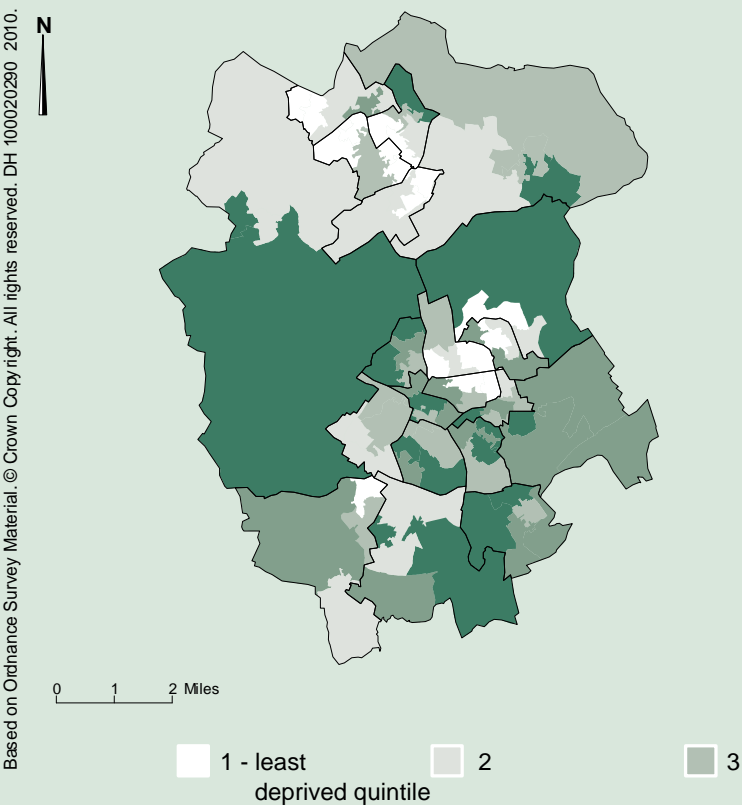 Based on Ordnance Survey Material. © Crown Copyright. All rights reserved. DH 100020290 2010.
N
0 1 2 Miles
1 - least
deprived quintile
2
3